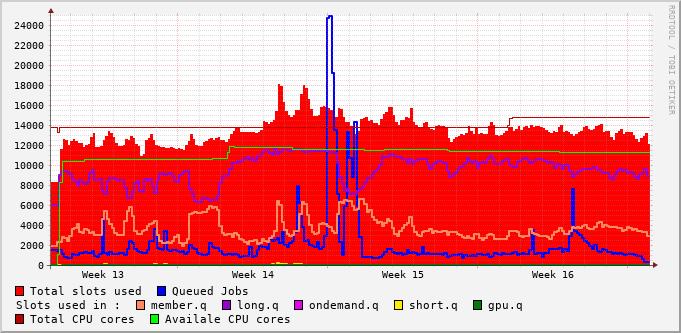 24000
22000
20000
18000
16000
14000
12000
10000
8000
6000
4000
2000
0
Week 13 Week 14 Week 15 Week 16
RRDTOOL / TOBI OETIKER
Total slots used Queued Jobs
Slots used in : member.q long.q ondemand.q short.q gpu.q
Total CPU cores Availale CPU cores